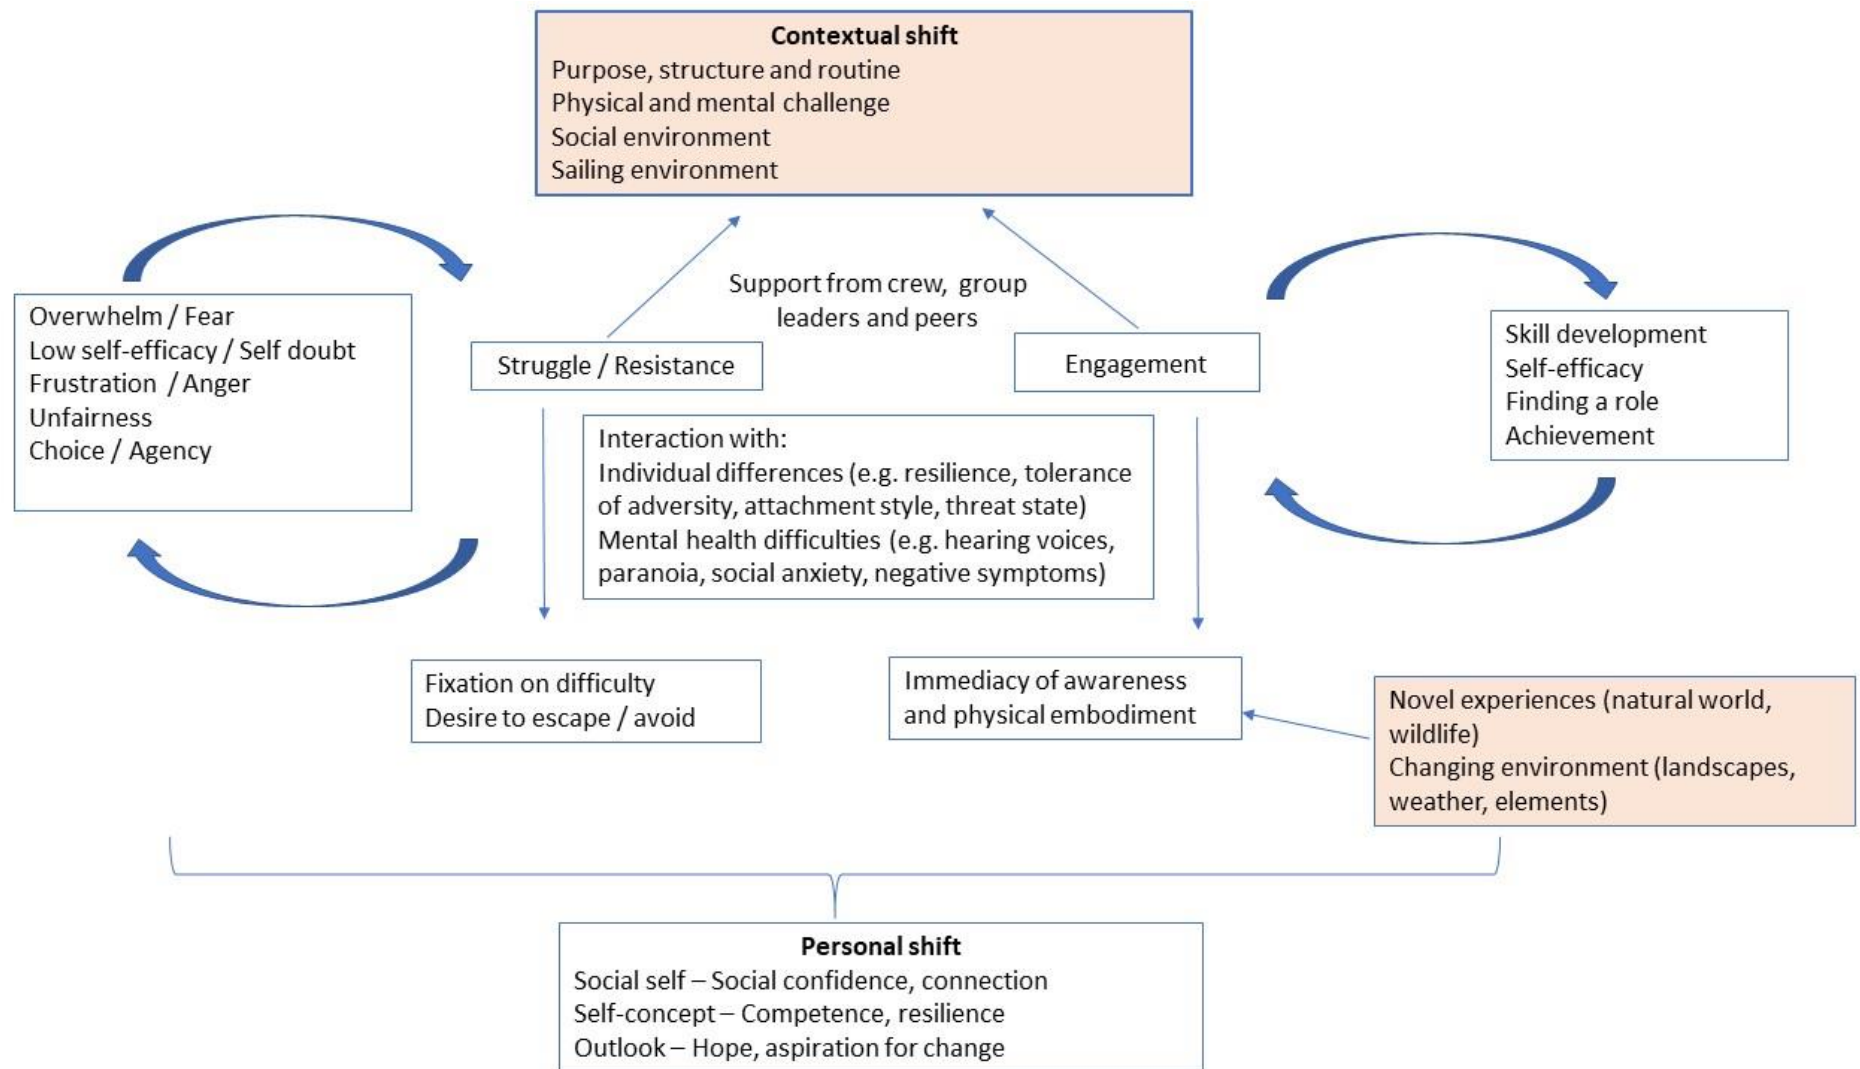 Contextual shift
Purpose, structure and routine
Physical and mental challenge
Social environment
Sailing environment
Support from crew, group
leaders and peers
Overwhelm / Fear
Low self-efficacy / Self doubt
Frustration / Anger
Unfairness
Choice / Agency
Struggle / Resistance
Engagement
Skill development
Self-efficacy
Finding a role
Achievement
Interaction with:
Individual differences (e.g. resilience, tolerance
of adversity, attachment style, threat state)
Mental health difficulties (e.g. hearing voices,
paranoia, social anxiety, negative symptoms)
Fixation on difficulty
Desire to escape / avoid
Immediacy of awareness
and physical embodiment
Novel experiences (natural world,
wildlife)
Changing environment (landscapes,
weather, elements)
Personal shift
Social self – Social confidence, connection
Self-concept – Competence, resilience
Outlook – Hope, aspiration for change